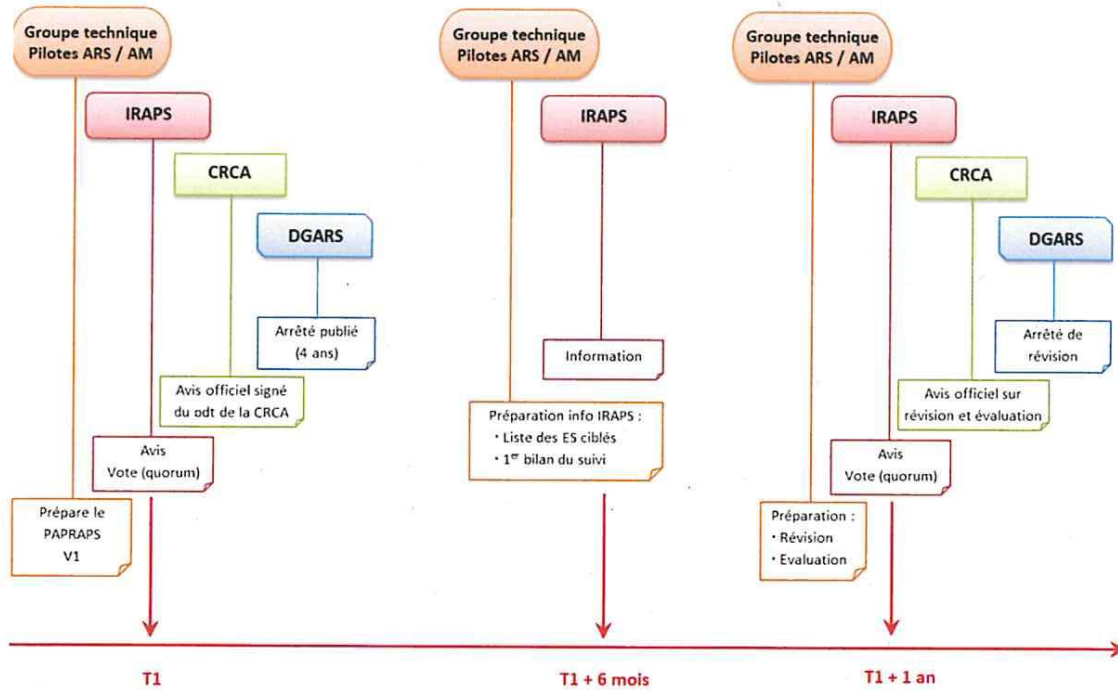 Groupe technique
Pilotes ARS / AM
IRAPS
CRCA
DGARS
Arrêté publié
(4 ans)
Avis officiel signé
du pdt de la CRCA
Avis
Vote (quorum)
Prépare le
PAPRAPS
V1
T1
Groupe technique
Pilotes ARS / AM
IRAPS
Information
Préparation info IRAPS :
• Liste des ES ciblés
• 1er bilan du suivi
T1 + 6 mois
Groupe technique
Pilotes ARS / AM
IRAPS
CRCA
DGARS
Arrêté de
révision
Avis officiel sur
révision et évaluation
Avis
Vote (quorum)
Préparation :
• Révision
• Evaluation
T1 + 1 an